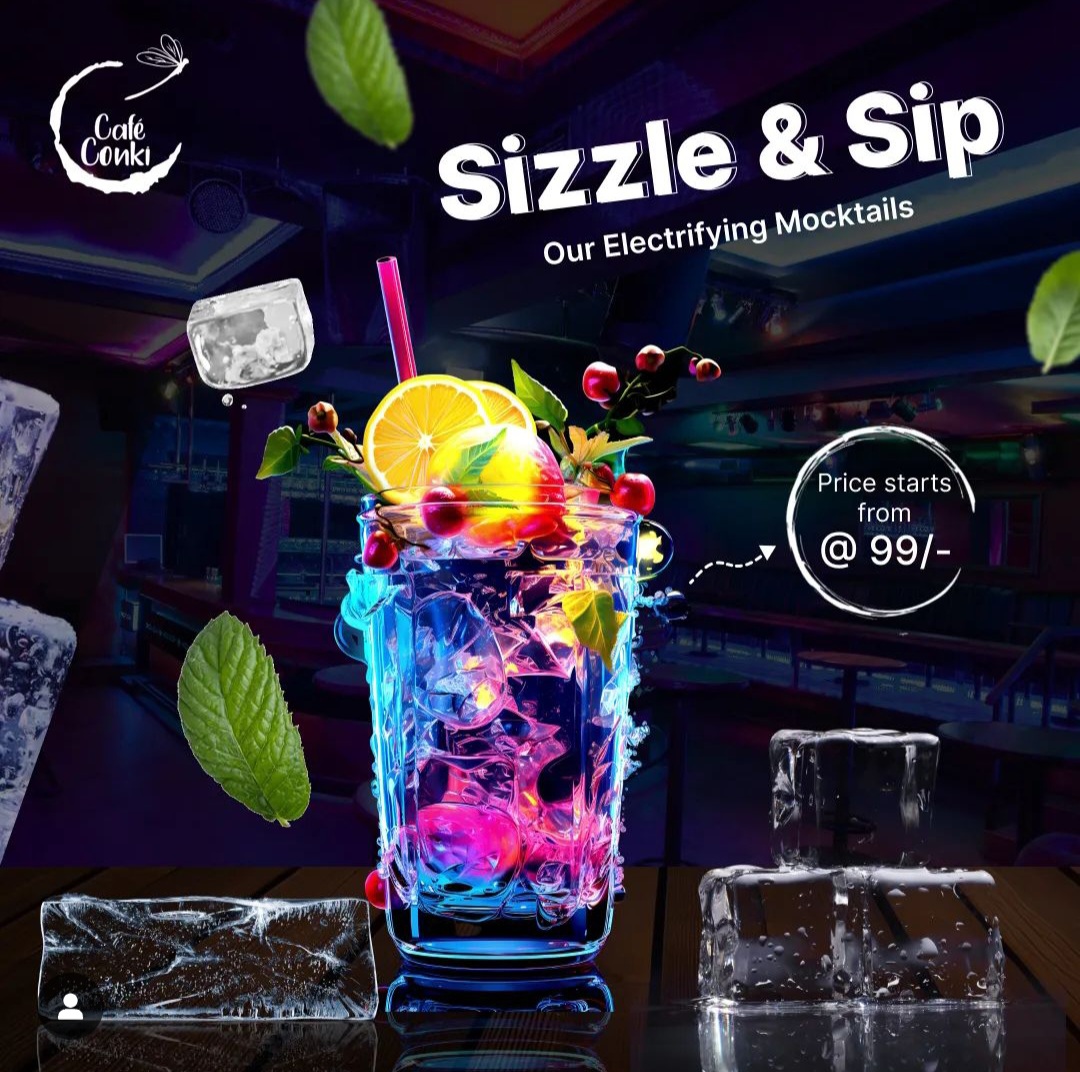 Café
Conki
Sizzle & Sip
Our Electrifying Mocktails
Price starts
from
@ 99/-